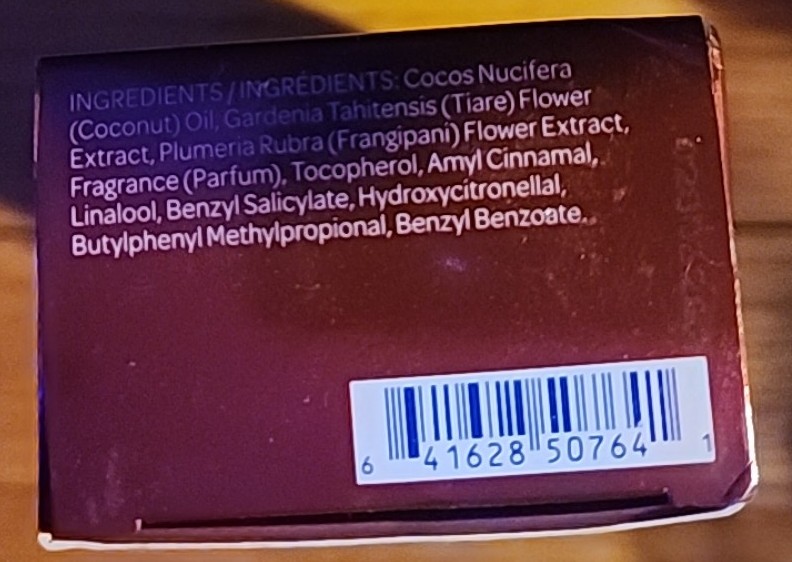 INGREDIENTS/INGRÉDIENTS: Cocos Nucifera
(Coconut) Oil, Gardenia Tahitensis (Tiare) Flower
Extract, Plumeria Rubra (Frangipani) Flower Extract,
Fragrance (Parfum), Tocopherol, Amyl Cinnamal,
Linalool, Benzyl Salicylate, Hydroxycitronellal,
Butylphenyl Methylpropional, Benzyl Benzoate.
6 41628 50764 1